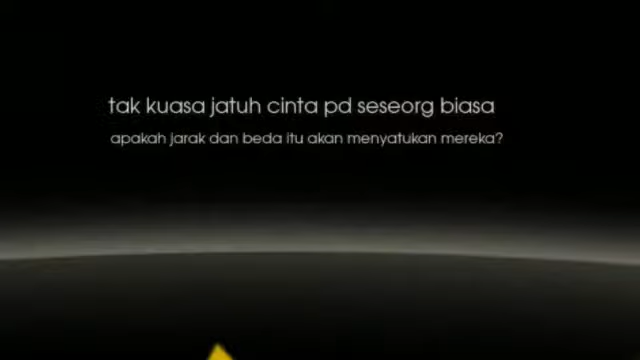 tak kuasa jatuh cinta pd seseorg biasa
apakah jarak dan beda itu akan menyatukan mereka?